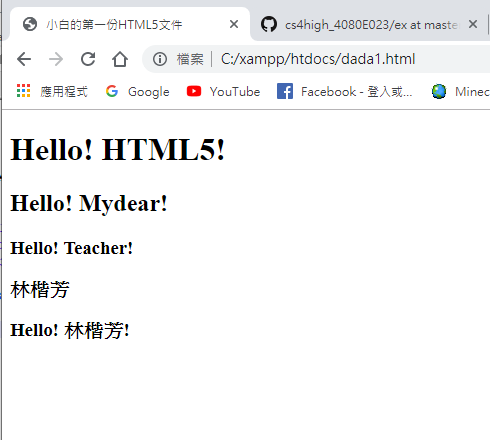 小白的第一份HTML5文件
cs4high_4080E023/ex at maste
檔案 C:/xampp/htdocs/dada1.html
應用程式 Google YouTube Facebook - 登入或... Minec
Hello! HTML5!
Hello! Mydear!
Hello! Teacher!
林楷芳
Hello! 林楷芳!